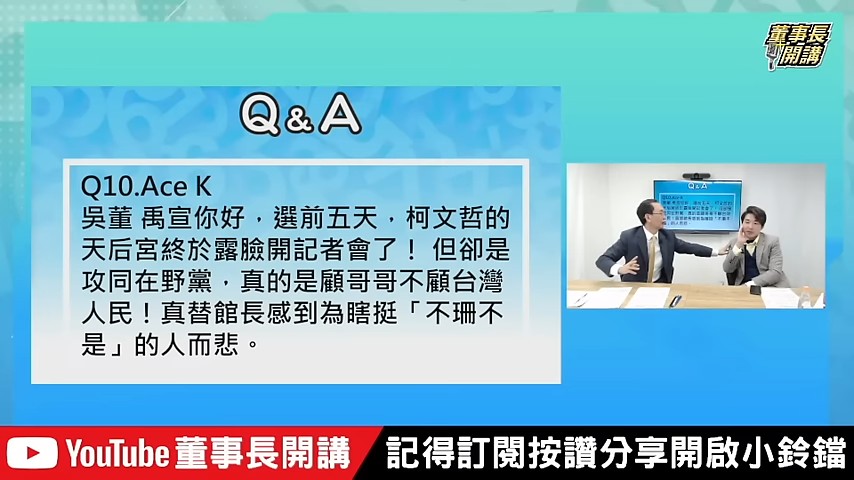 董事長
開講
Q & A
Q10.Ace K
吳董 禹宣你好，選前五天，柯文哲的
天后宮終於露臉開記者會了！ 但卻是
攻同在野黨，真的是顧哥哥不顧台灣
人民！真替館長感到為瞎挺「不珊不
是」的人而悲。
Q & A
YouTube 董事長開講
記得訂閱按讚分享開啟小鈴鐺